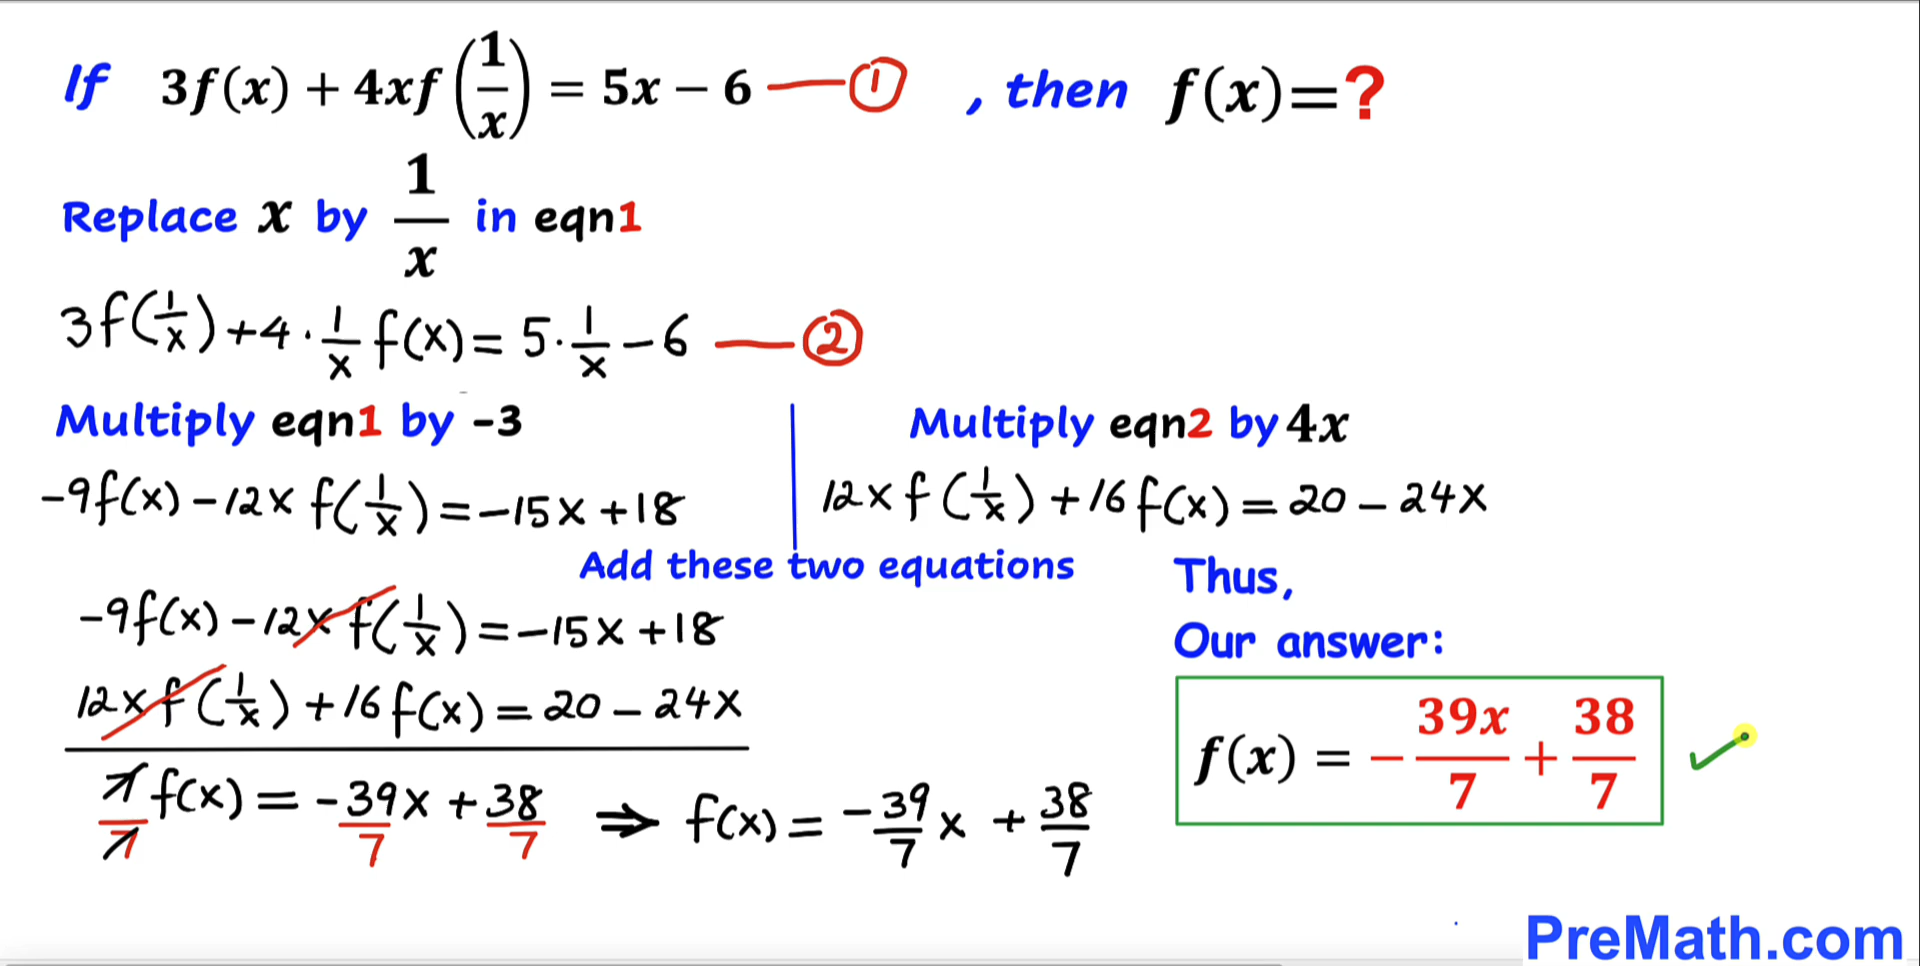 If 3f(x) + 4xf(1/x) = 5x − 6 —① , then f(x)=?
Replace x by 1/x in eqn1
3f(1/x)+4·1/x f(x)= 5·1/x−6 —②
Multiply eqn1 by -3
-9f(x)-12x f(1/x)=-15x+18
Multiply eqn2 by 4x
12x f(1/x)+16f(x)=20-24x
Add these two equations
-9f(x)-12x f(1/x)=-15x+18
12x f(1/x)+16f(x)=20-24x
7/7 f(x)= -39x/7 +38/7 ⇒ f(x)= -39/7 x + 38/7
Thus,
Our answer:
f(x) = − 39x/7 + 38/7
PreMath.com